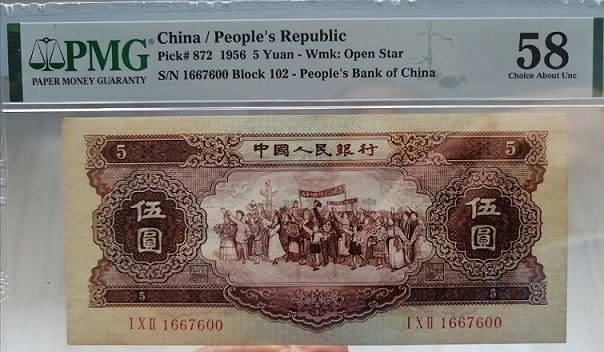 PMG
PAPER MONEY GUARANTY
China / People's Republic
Pick# 872 1956 5 Yuan - Wmk: Open Star
S/N 1667600 Block 102 - People's Bank of China
58
Choice About Unc
5 中國人民銀行 5
伍圓 伍圓
5 5
I X II 1667600 I X II 1667600